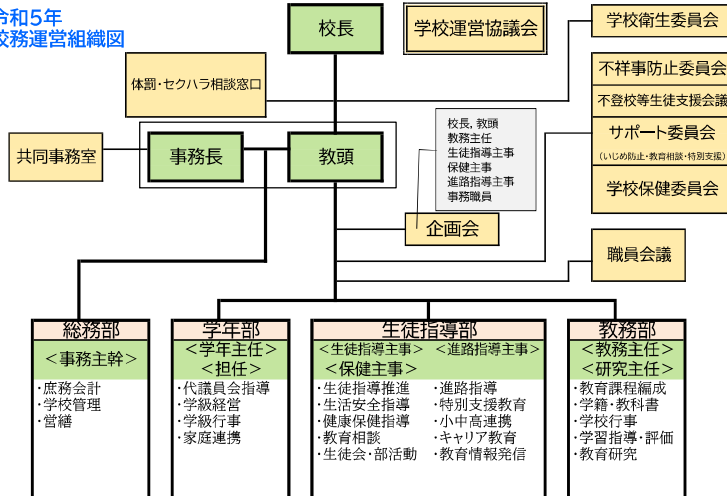 令和5年
校務運営組織図
校長
学校運営協議会
学校衛生委員会
体罰・セクハラ相談窓口
不祥事防止委員会
不登校等生徒支援会議
サポート委員会
（いじめ防止・教育相談・特別支援）
学校保健委員会
共同事務室
事務長
教頭
校長，教頭
教務主任
生徒指導主事
保健主事
進路指導主事
事務職員
企画会
職員会議
総務部
＜事務主幹＞
・庶務会計
・学校管理
・営繕
学年部
＜学年主任＞
＜担任＞
・代議員会指導
・学級経営
・学級行事
・家庭連携
生徒指導部
＜生徒指導主事＞ ＜進路指導主事＞
＜保健主事＞
・生徒指導推進
・生活安全指導
・健康保健指導
・教育相談
・生徒会・部活動
・進路指導
・特別支援教育
・小中高連携
・キャリア教育
・教育情報発信
教務部
＜教務主任＞
＜研究主任＞
・教育課程編成
・学籍・教科書
・学校行事
・学習指導・評価
・教育研究